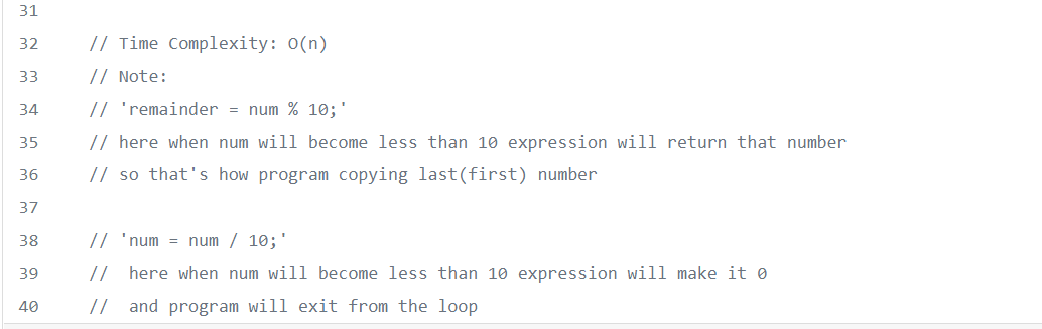 31
32 // Time Complexity: O(n)
33 // Note:
34 // 'remainder = num % 10;'
35 // here when num will become less than 10 expression will return that number
36 // so that's how program copying last(first) number
37
38 // 'num = num / 10;'
39 //  here when num will become less than 10 expression will make it 0
40 //  and program will exit from the loop